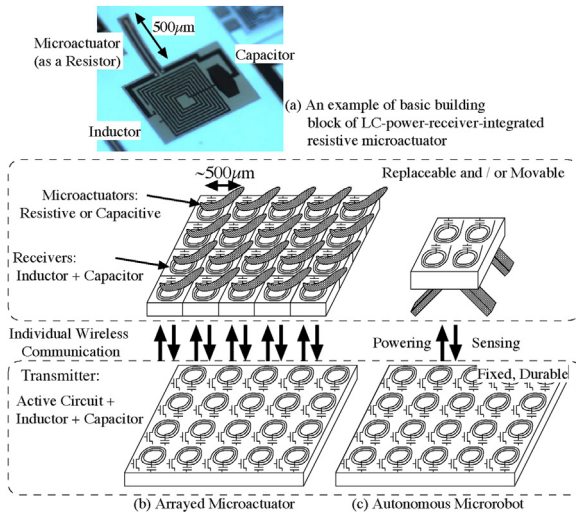 500μm
Microactuator
(as a Resistor)
Capacitor
Inductor
(a) An example of basic building
block of LC-power-receiver-integrated
resistive microactuator
~500μm
Replaceable and / or Movable
Microactuators:
Resistive or Capacitive
Receivers:
Inductor + Capacitor
Individual Wireless
Communication
Powering
Sensing
Transmitter:
Fixed, Durable
Active Circuit +
Inductor + Capacitor
(b) Arrayed Microactuator
(c) Autonomous Microrobot